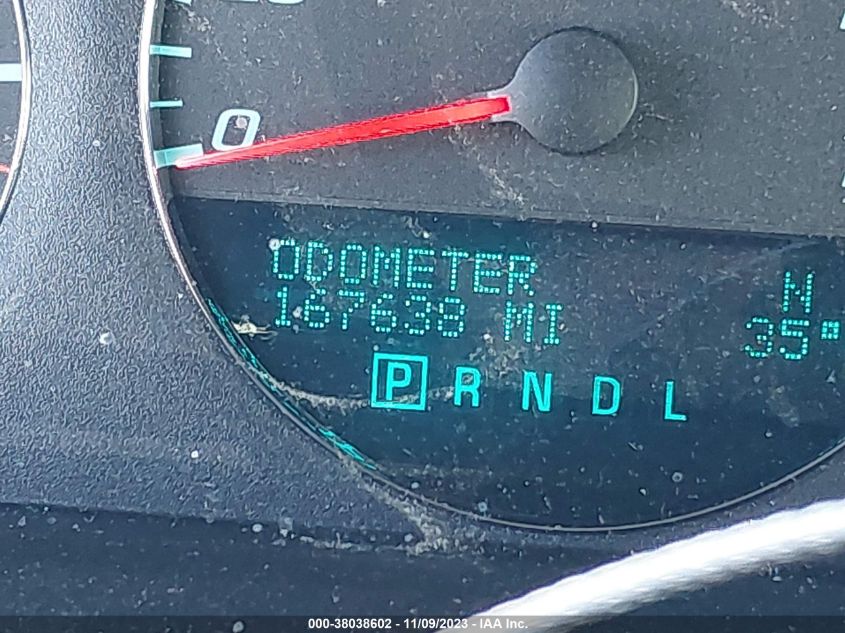 0
ODOMETER
N
167638 MI
35°
P R N D L
000-38038602 - 11/09/2023 - IAA Inc.